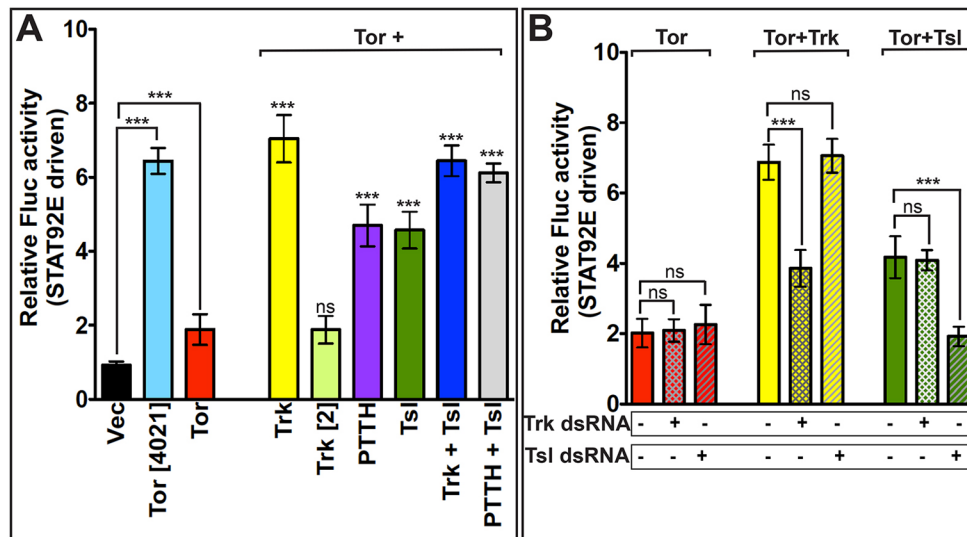 A
Tor +
Relative Fluc activity
(STAT92E driven)
10
8
6
4
2
0
***
***
***
ns
***
***
***
***
Vec
Tor [4021]
Tor
Trk
Trk [2]
PTTH
Tsl
Trk + Tsl
PTTH + Tsl
B
Tor
Tor+Trk
Tor+Tsl
Relative Fluc activity
(STAT92E driven)
10
8
6
4
2
0
ns
ns
ns
***
***
ns
Trk dsRNA - + - - + - - + -
Tsl dsRNA - - + - - + - - +